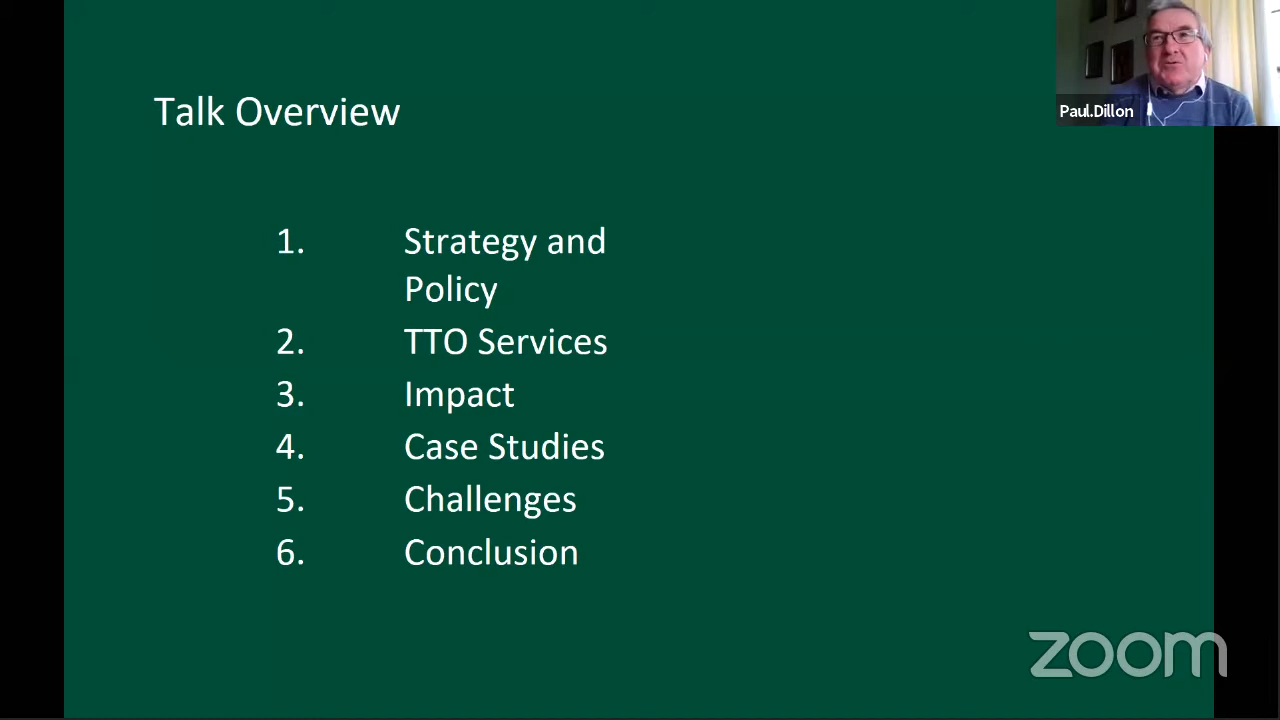 Talk Overview
1. Strategy and
Policy
2. TTO Services
3. Impact
4. Case Studies
5. Challenges
6. Conclusion
Paul.Dillon
zoom